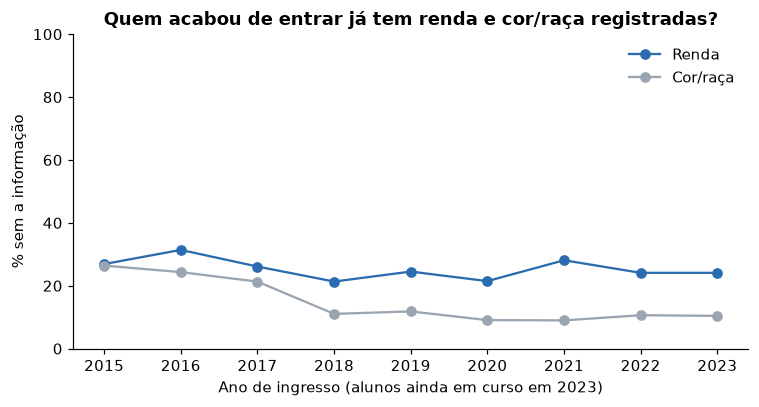 Quem acabou de entrar já tem renda e cor/raça registradas?
Renda
Cor/raça
% sem a informação
100
80
60
40
20
0
2015 2016 2017 2018 2019 2020 2021 2022 2023
Ano de ingresso (alunos ainda em curso em 2023)